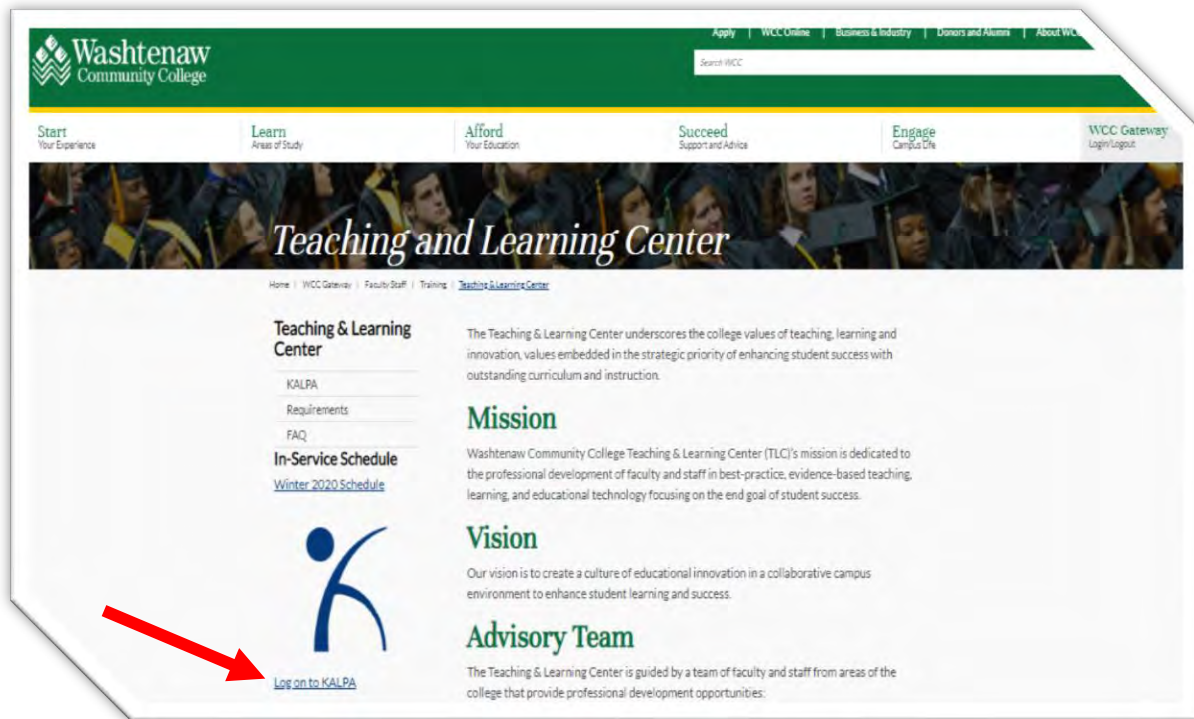 Washtenaw
Community College
Apply | WCC Online | Business & Industry | Donors and Alumni | About WCC
Search WCC
Start
Your Experience
Learn
Areas of Study
Afford
Your Education
Succeed
Support and Advice
Engage
Campus Life
WCC Gateway
Login/Logout
Teaching and Learning Center
Home | WCC Gateway | Faculty Staff | Training | Teaching & Learning Center
Teaching & Learning
Center
KALPA
Requirements
FAQ
In-Service Schedule
Winter 2020 Schedule
Log on to KALPA
The Teaching & Learning Center underscores the college values of teaching, learning and
innovation, values embedded in the strategic priority of enhancing student success with
outstanding curriculum and instruction.
Mission
Washtenaw Community College Teaching & Learning Center (TLC)'s mission is dedicated to
the professional development of faculty and staff in best-practice, evidence-based teaching,
learning, and educational technology focusing on the end goal of student success.
Vision
Our vision is to create a culture of educational innovation in a collaborative campus
environment to enhance student learning and success.
Advisory Team
The Teaching & Learning Center is guided by a team of faculty and staff from areas of the
college that provide professional development opportunities: